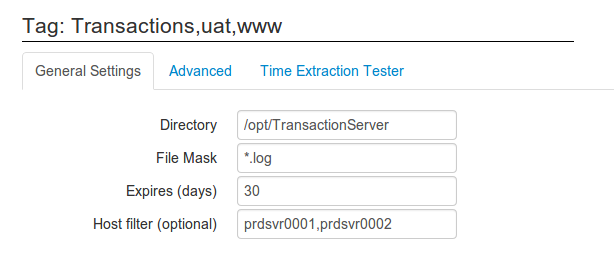 Tag: Transactions,uat,www
General Settings Advanced Time Extraction Tester
Directory /opt/TransactionServer
File Mask *.log
Expires (days) 30
Host filter (optional) prdsvr0001,prdsvr0002